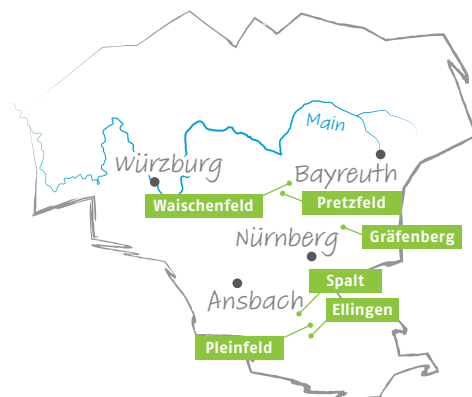 Main
Würzburg
Bayreuth
Waischenfeld
Pretzfeld
Gräfenberg
Nürnberg
Spalt
Ansbach
Ellingen
Pleinfeld